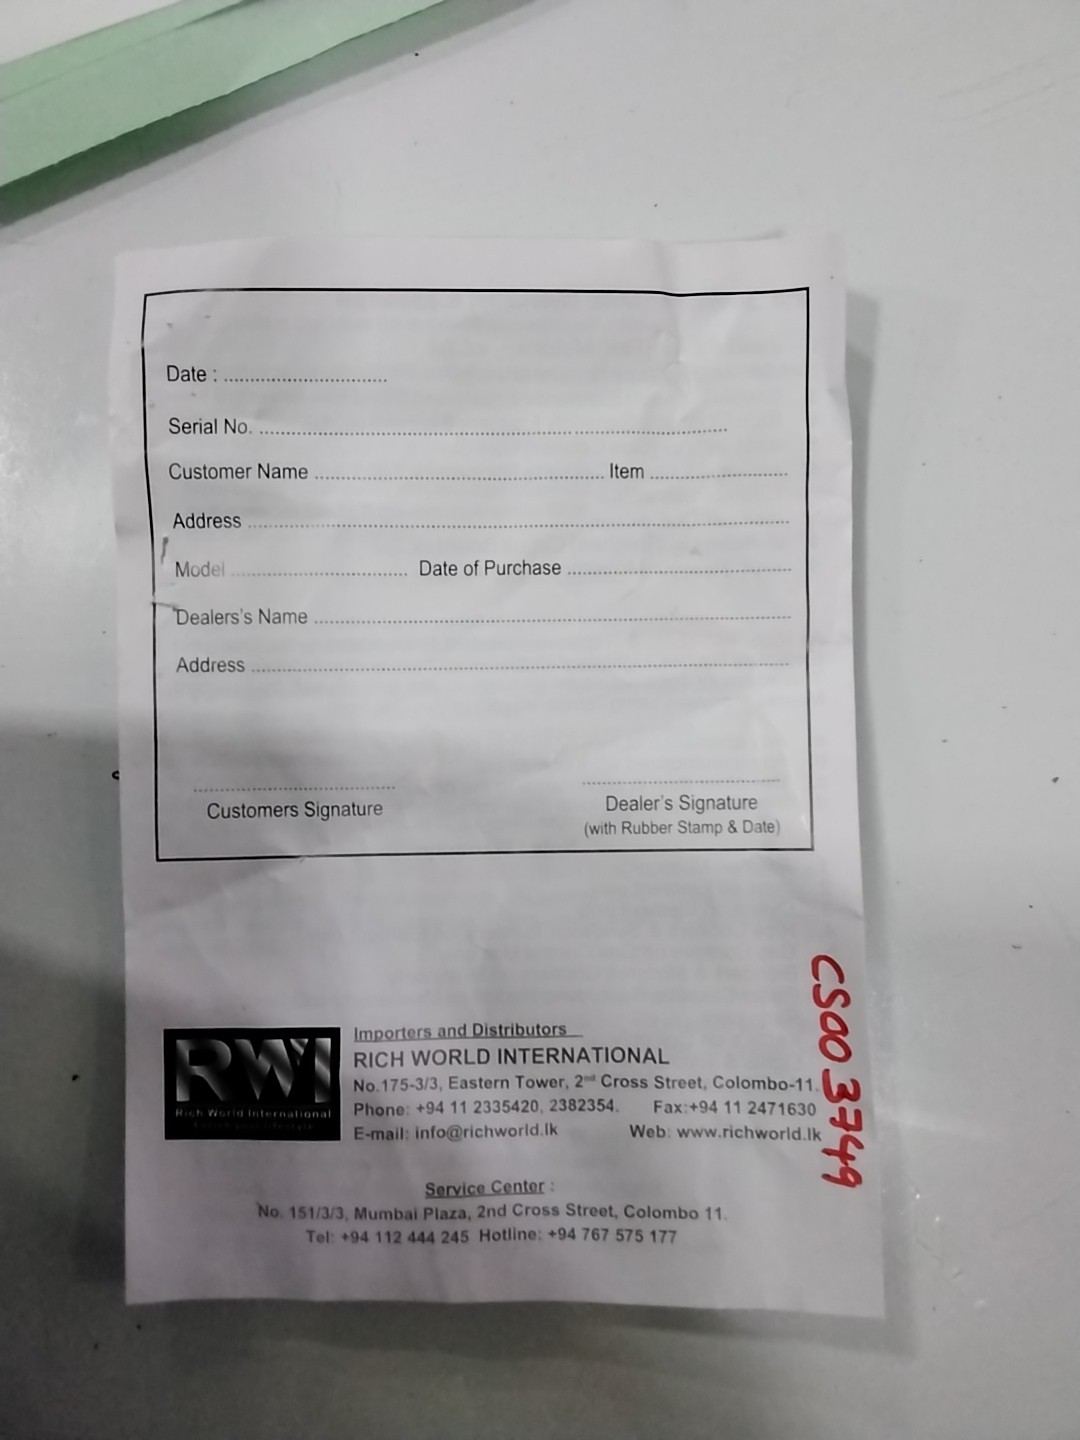 Date : ................................
Serial No. ................................
Customer Name ................................ Item ................................
Address ................................
Model ................................ Date of Purchase ................................
Dealers's Name ................................
Address ................................
Customers Signature
Dealer's Signature
(with Rubber Stamp & Date)
RWI
Rich World International
Importers and Distributors
RICH WORLD INTERNATIONAL
No.175-3/3, Eastern Tower, 2nd Cross Street, Colombo-11.
Phone: +94 11 2335420, 2382354. Fax:+94 11 2471630
E-mail: info@richworld.lk Web: www.richworld.lk
Service Center :
No. 151/3/3, Mumbai Plaza, 2nd Cross Street, Colombo 11.
Tel: +94 112 444 245 Hotline: +94 767 575 177
CS003749